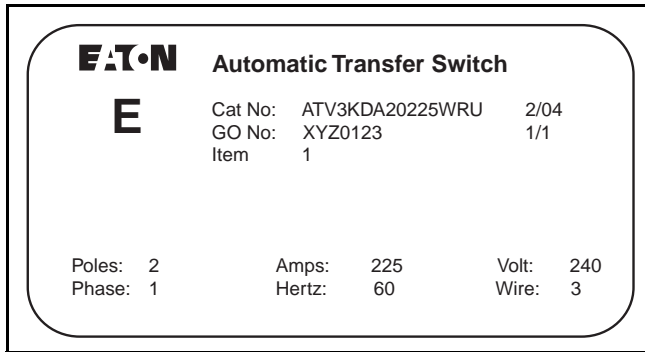 EATON Automatic Transfer Switch
E
Cat No: ATV3KDA20225WRU 2/04
GO No: XYZ0123 1/1
Item 1
Poles: 2 Amps: 225 Volt: 240
Phase: 1 Hertz: 60 Wire: 3